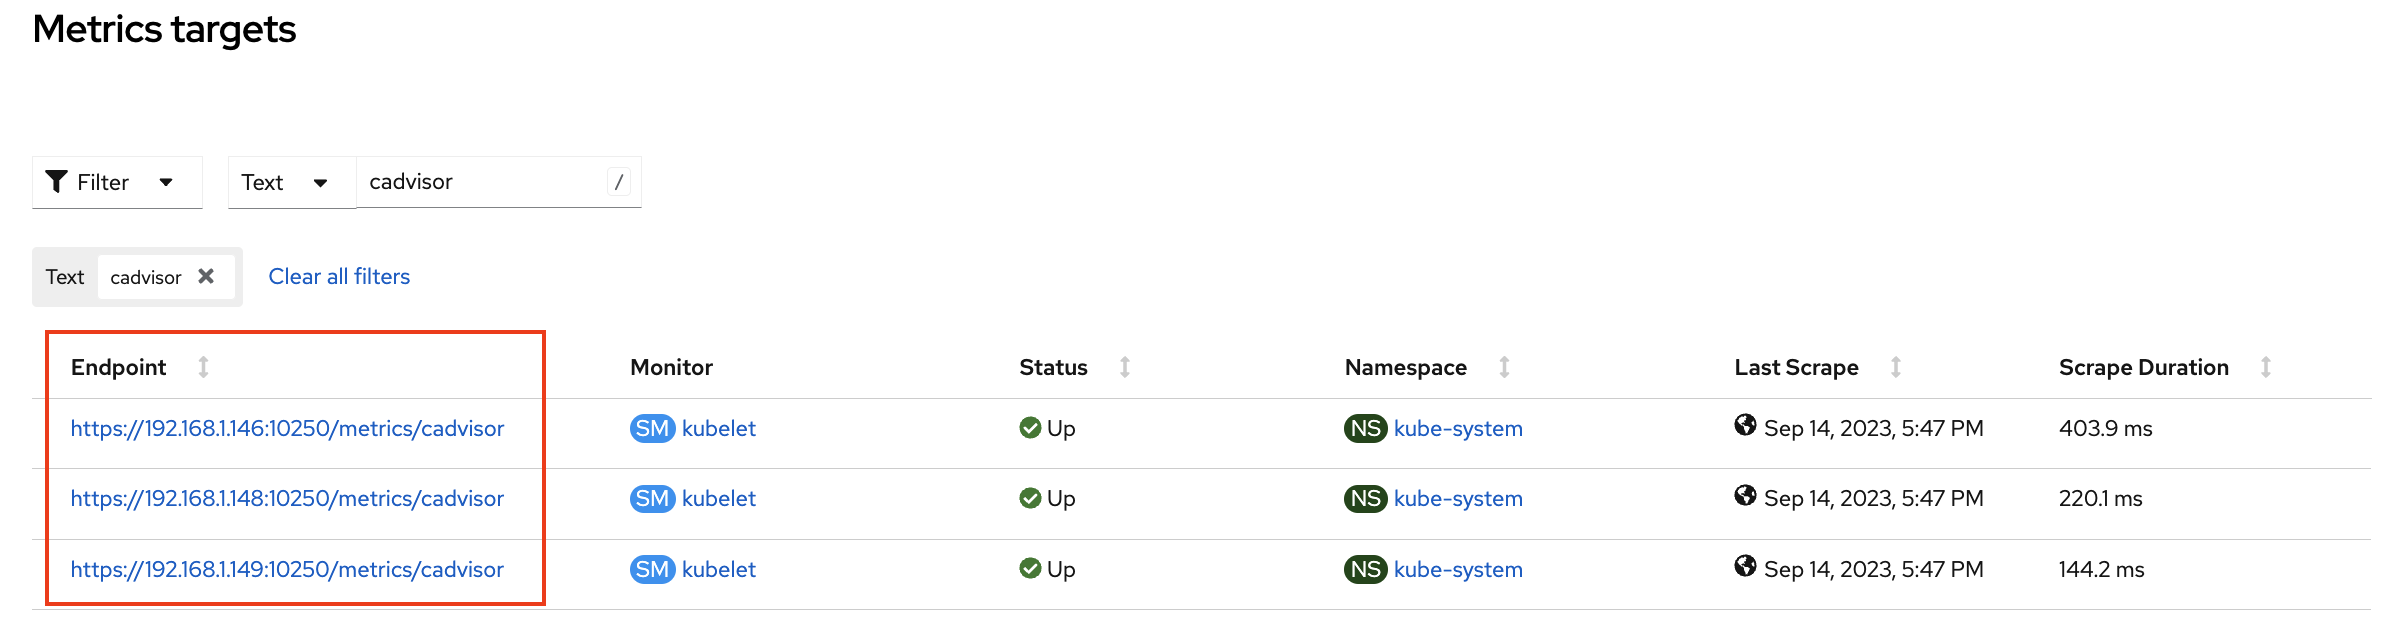 Metrics targets
Filter Text cadvisor /
Text cadvisor Clear all filters
Endpoint Monitor Status Namespace Last Scrape Scrape Duration
https://192.168.1.146:10250/metrics/cadvisor SM kubelet Up NS kube-system Sep 14, 2023, 5:47 PM 403.9 ms
https://192.168.1.148:10250/metrics/cadvisor SM kubelet Up NS kube-system Sep 14, 2023, 5:47 PM 220.1 ms
https://192.168.1.149:10250/metrics/cadvisor SM kubelet Up NS kube-system Sep 14, 2023, 5:47 PM 144.2 ms